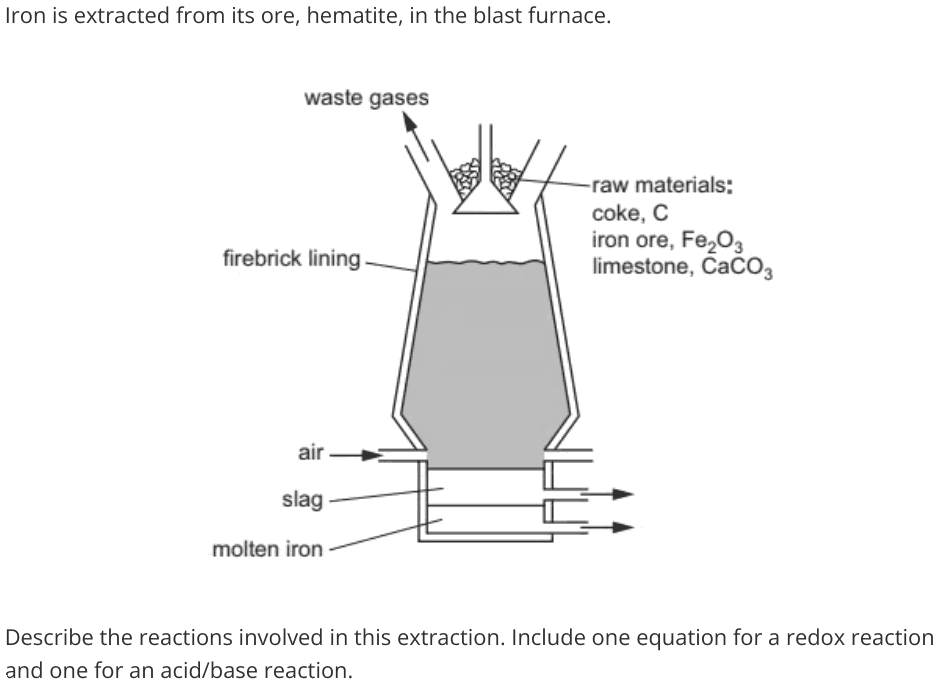 Iron is extracted from its ore, hematite, in the blast furnace.
waste gases
raw materials:
coke, C
iron ore, Fe₂O₃
limestone, CaCO₃
firebrick lining
air
slag
molten iron
Describe the reactions involved in this extraction. Include one equation for a redox reaction
and one for an acid/base reaction.